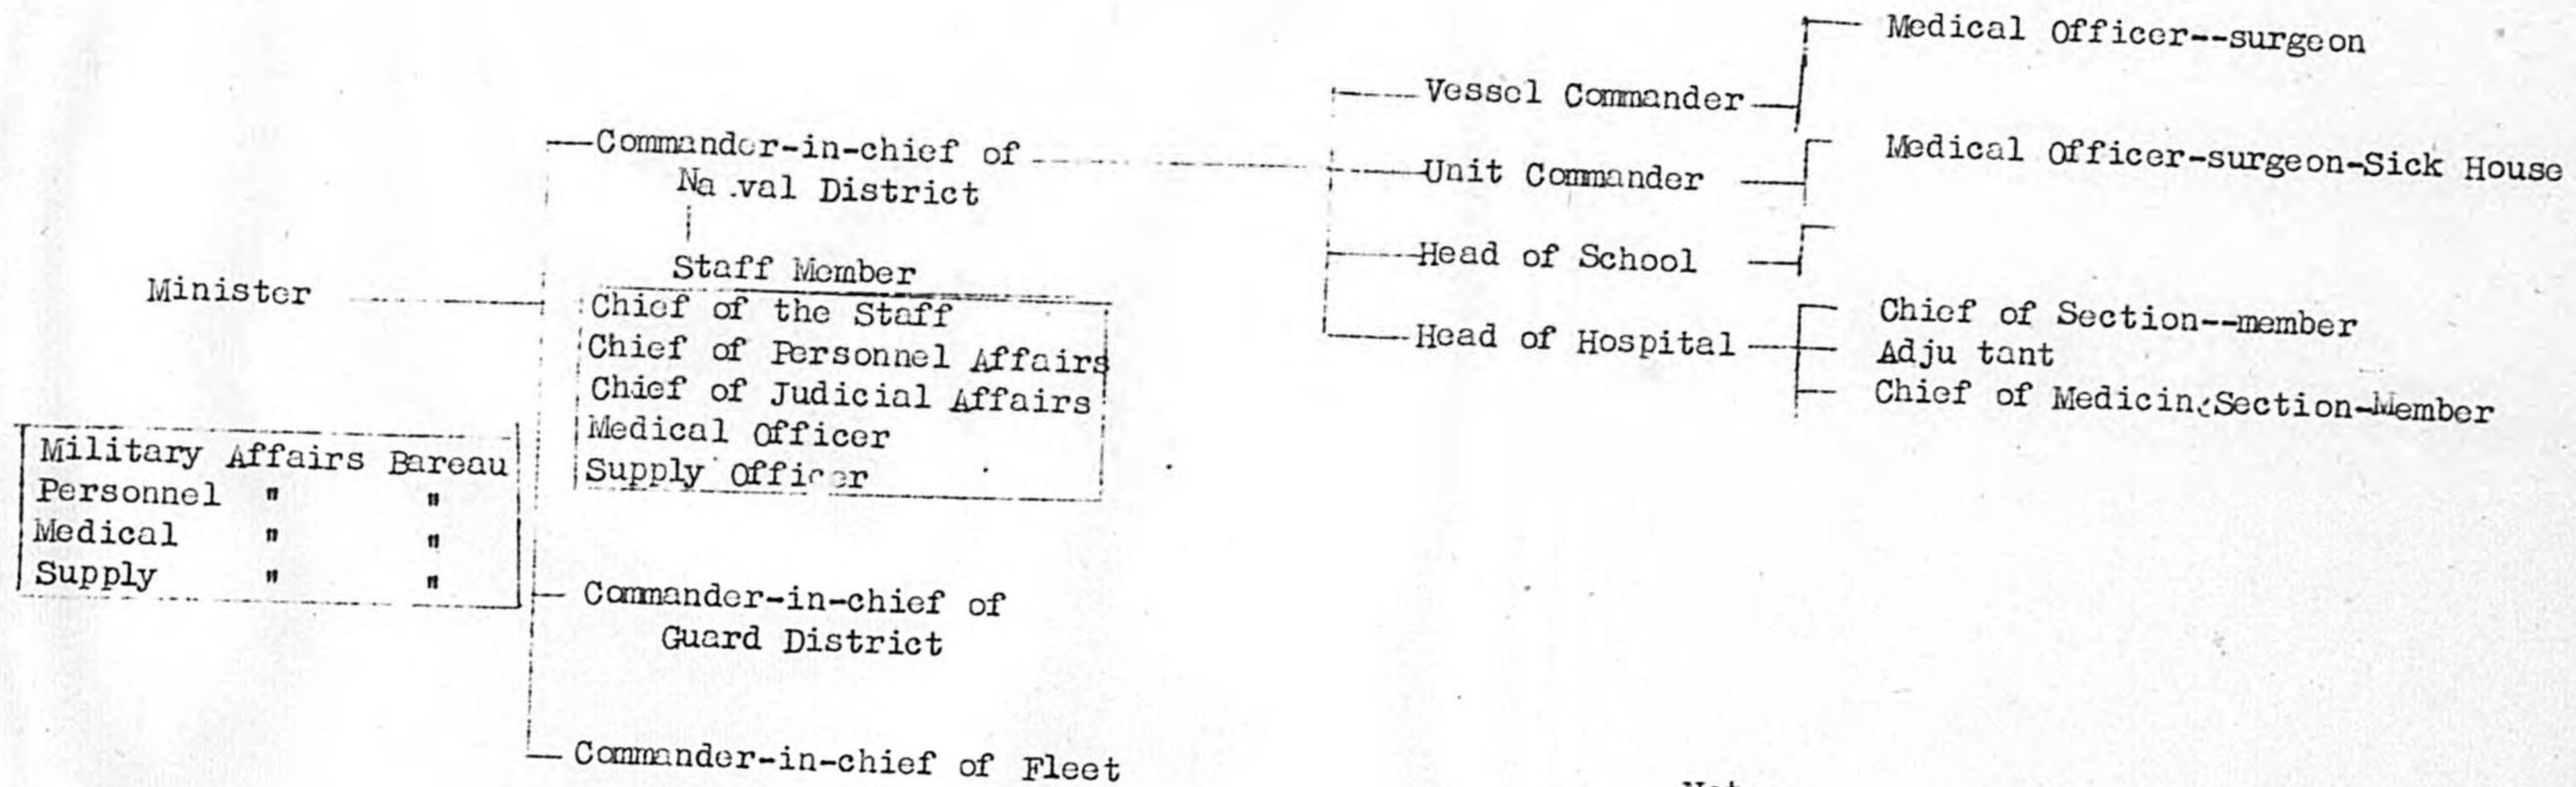 Minister
Military Affairs Bareau
Personnel " "
Medical " "
Supply " "
Commander-in-chief of
Na.val District
Staff Member
Chief of the Staff
Chief of Personnel Affairs
Chief of Judicial Affairs
Medical Officer
Supply Officer
Commander-in-chief of
Guard District
Commander-in-chief of Fleet
Vessel Commander
Unit Commander
Head of School
Head of Hospital
Medical Officer--surgeon
Medical Officer-surgeon-Sick House
Chief of Section--member
Adju tant
Chief of Medicine Section-Member